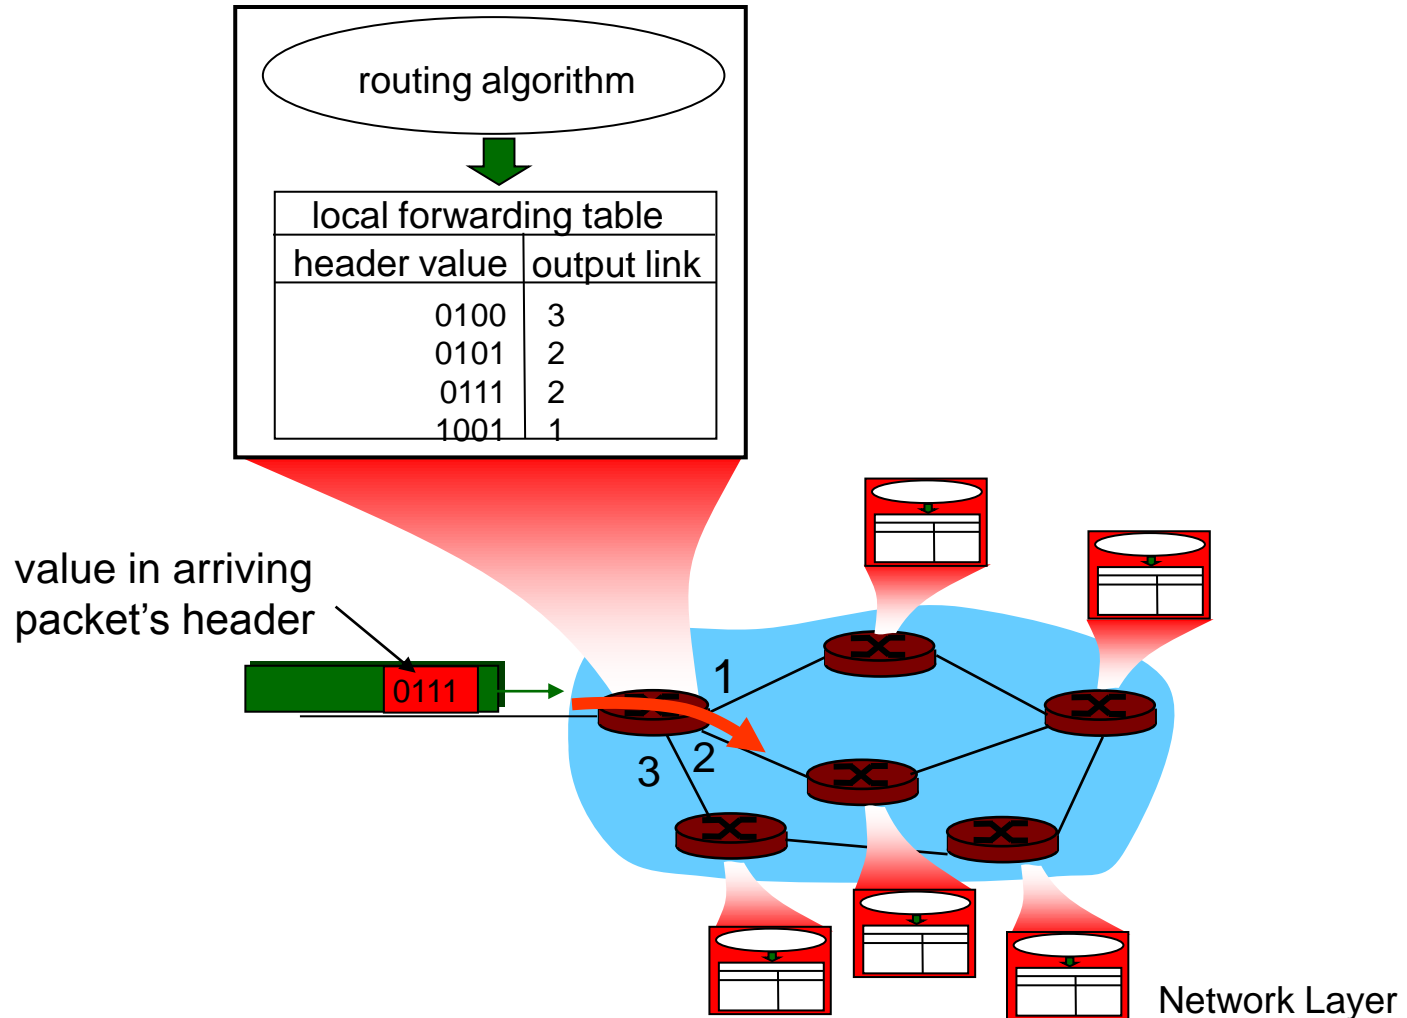 routing algorithm
local forwarding table
header value output link
0100 3
0101 2
0111 2
1001 1
value in arriving
packet’s header
0111
1
2
3
Network Layer